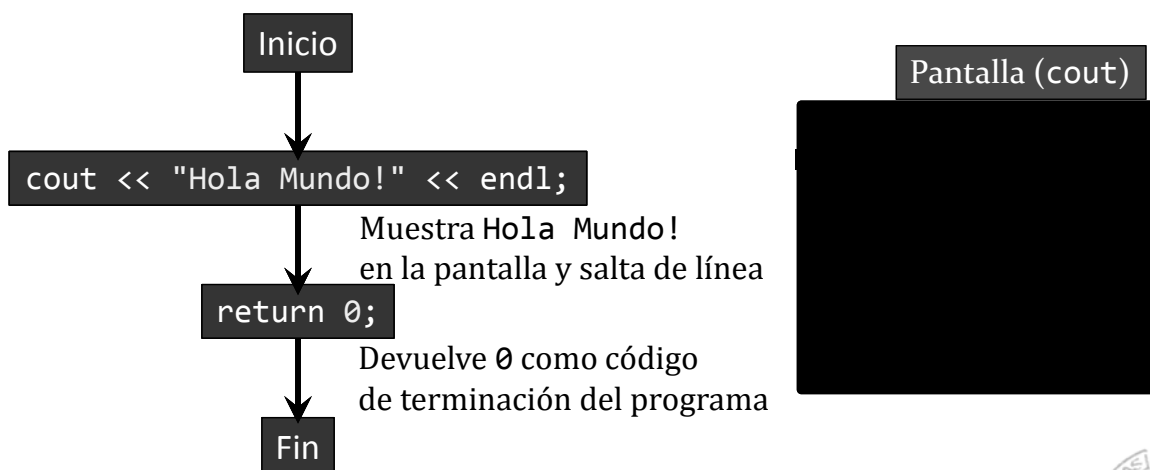 Inicio
Pantalla (cout)
cout << "Hola Mundo!" << endl;
Muestra Hola Mundo!
en la pantalla y salta de línea
return 0;
Devuelve 0 como código
de terminación del programa
Fin